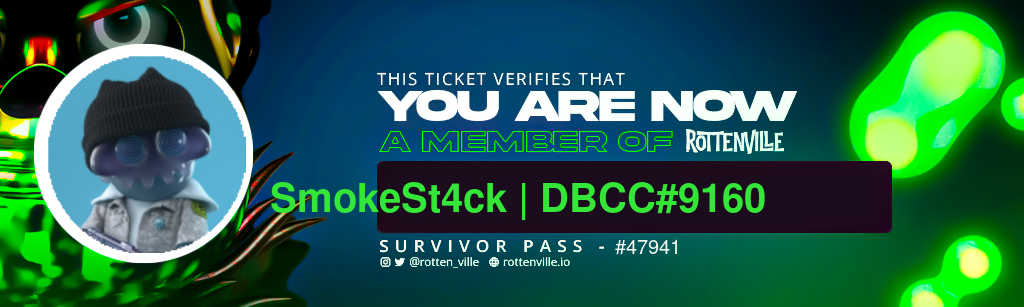 THIS TICKET VERIFIES THAT
YOU ARE NOW
A MEMBER OF ROTTENVILLE
SmokeSt4ck | DBCC#9160
SURVIVOR PASS - #47941
@rotten_ville rottenville.io